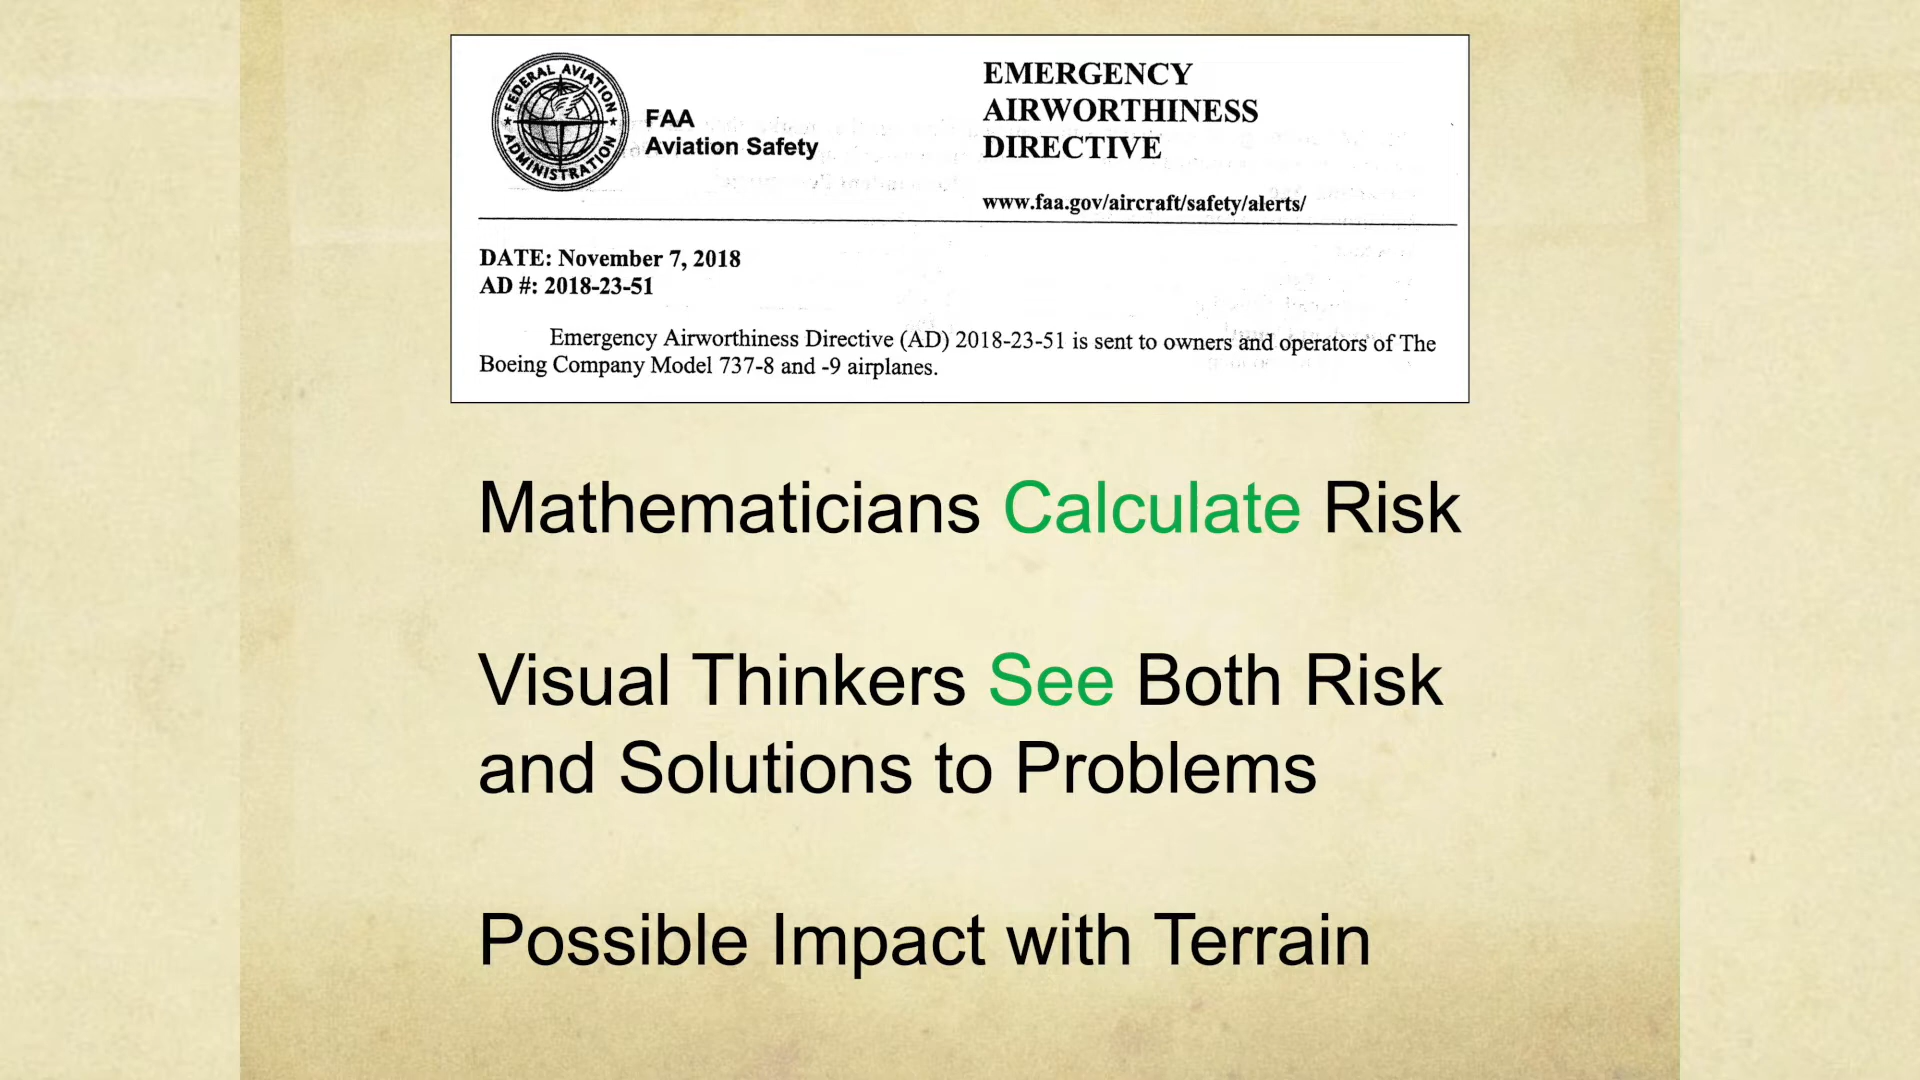 FEDERAL AVIATION
ADMINISTRATION
FAA
Aviation Safety
EMERGENCY
AIRWORTHINESS
DIRECTIVE
www.faa.gov/aircraft/safety/alerts/
DATE: November 7, 2018
AD #: 2018-23-51
Emergency Airworthiness Directive (AD) 2018-23-51 is sent to owners and operators of The
Boeing Company Model 737-8 and -9 airplanes.
Mathematicians Calculate Risk
Visual Thinkers See Both Risk
and Solutions to Problems
Possible Impact with Terrain